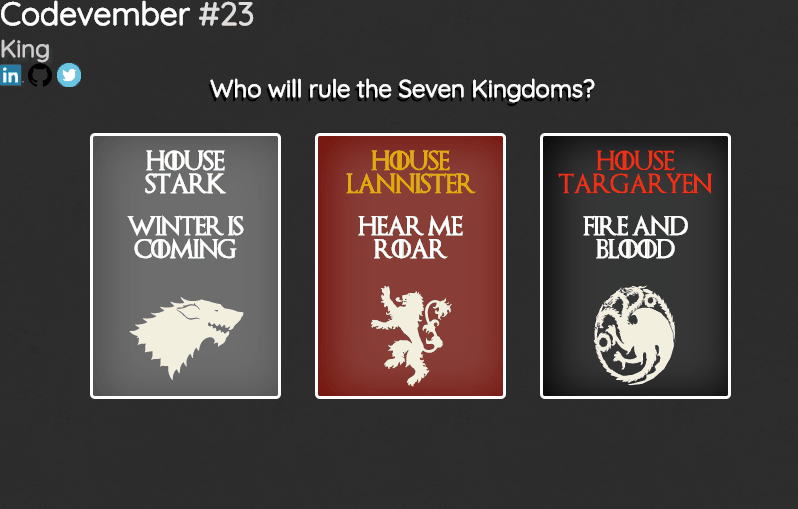 Codevember #23
King
in
Who will rule the Seven Kingdoms?
HOUSE
STARK
WINTER IS
COMING
HOUSE
LANNISTER
HEAR ME
ROAR
HOUSE
TARGARYEN
FIRE AND
BLOOD